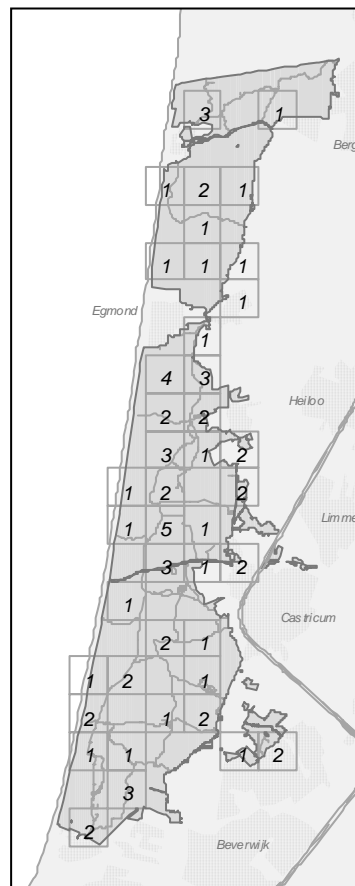 3 1
Berg
1 2 1
1
1 1 1
1
Egmond
1
4 3
Heiloo
2 2
3 1 2
1 2 2
1 5 1
Limme
3 1 2
1
Castricum
2 1
1 2 1
2 1 2
1 1 1 2
3
2
Beverwijk